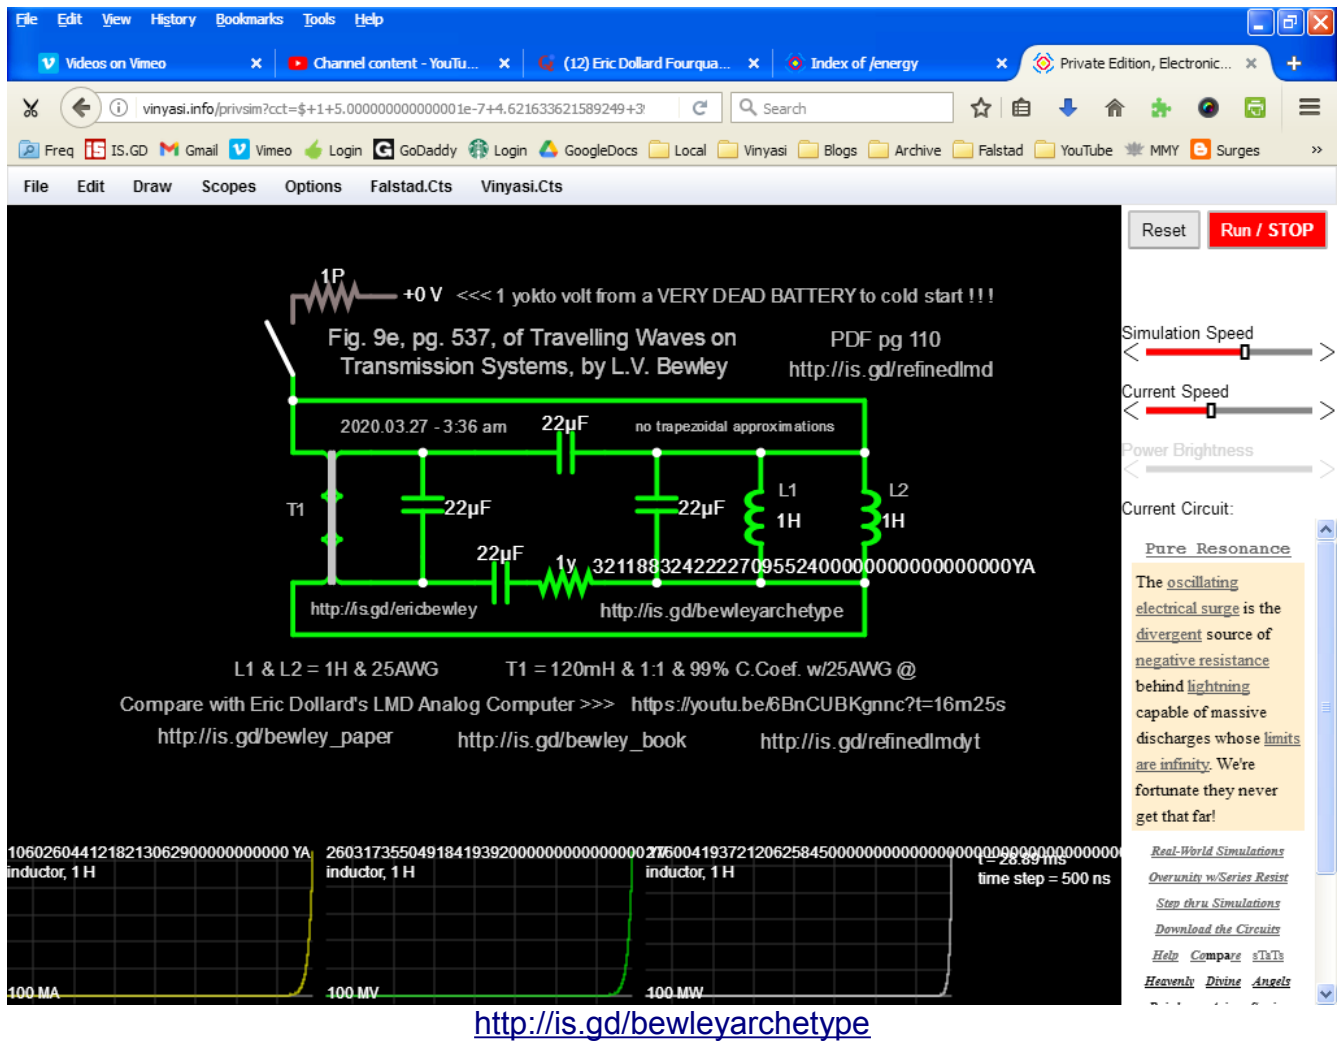 File Edit View History Bookmarks Tools Help
Videos on Vimeo
Channel content - YouTu...
(12) Eric Dollard Fourqua...
Index of /energy
Private Edition, Electronic...
vinyasi.info/privsim?cct=$+1+5.000000000000001e-7+4.621633621589249+3
Search
Freq IS.GD Gmail Vimeo Login GoDaddy Login GoogleDocs Local Vinyasi Blogs Archive Falstad YouTube MMY Surges
File Edit Draw Scopes Options Falstad.Cts Vinyasi.Cts
Reset Run / STOP
1P
+0 V <<< 1 yokto volt from a VERY DEAD BATTERY to cold start !!!
Fig. 9e, pg. 537, of Travelling Waves on
Transmission Systems, by L.V. Bewley
PDF pg 110
http://is.gd/refinedlmd
Simulation Speed
Current Speed
Power Brightness
Current Circuit:
2020.03.27 - 3:36 am
22µF
no trapezoidal approximations
T1
22µF
22µF
L1
1H
L2
1H
22µF
1y
http://is.gd/ericbewley
http://is.gd/bewleyarchetype
L1 & L2 = 1H & 25AWG
T1 = 120mH & 1:1 & 99% C.Coef. w/25AWG @
Compare with Eric Dollard's LMD Analog Computer >>> https://youtu.be/6BnCUBKgnnc?t=16m25s
http://is.gd/bewley_paper
http://is.gd/bewley_book
http://is.gd/refinedlmdyt
Pure Resonance
The oscillating
electrical surge is the
divergent source of
negative resistance
behind lightning
capable of massive
discharges whose limits
are infinity. We're
fortunate they never
get that far!
Real-World Simulations
Overunity w/Series Resist
Step thru Simulations
Download the Circuits
Help Compare sTaTs
Heavenly Divine Angels
inductor, 1 H
100 MA
inductor, 1 H
100 MV
inductor, 1 H
100 MW
t = 28.89 ms
time step = 500 ns
http://is.gd/bewleyarchetype